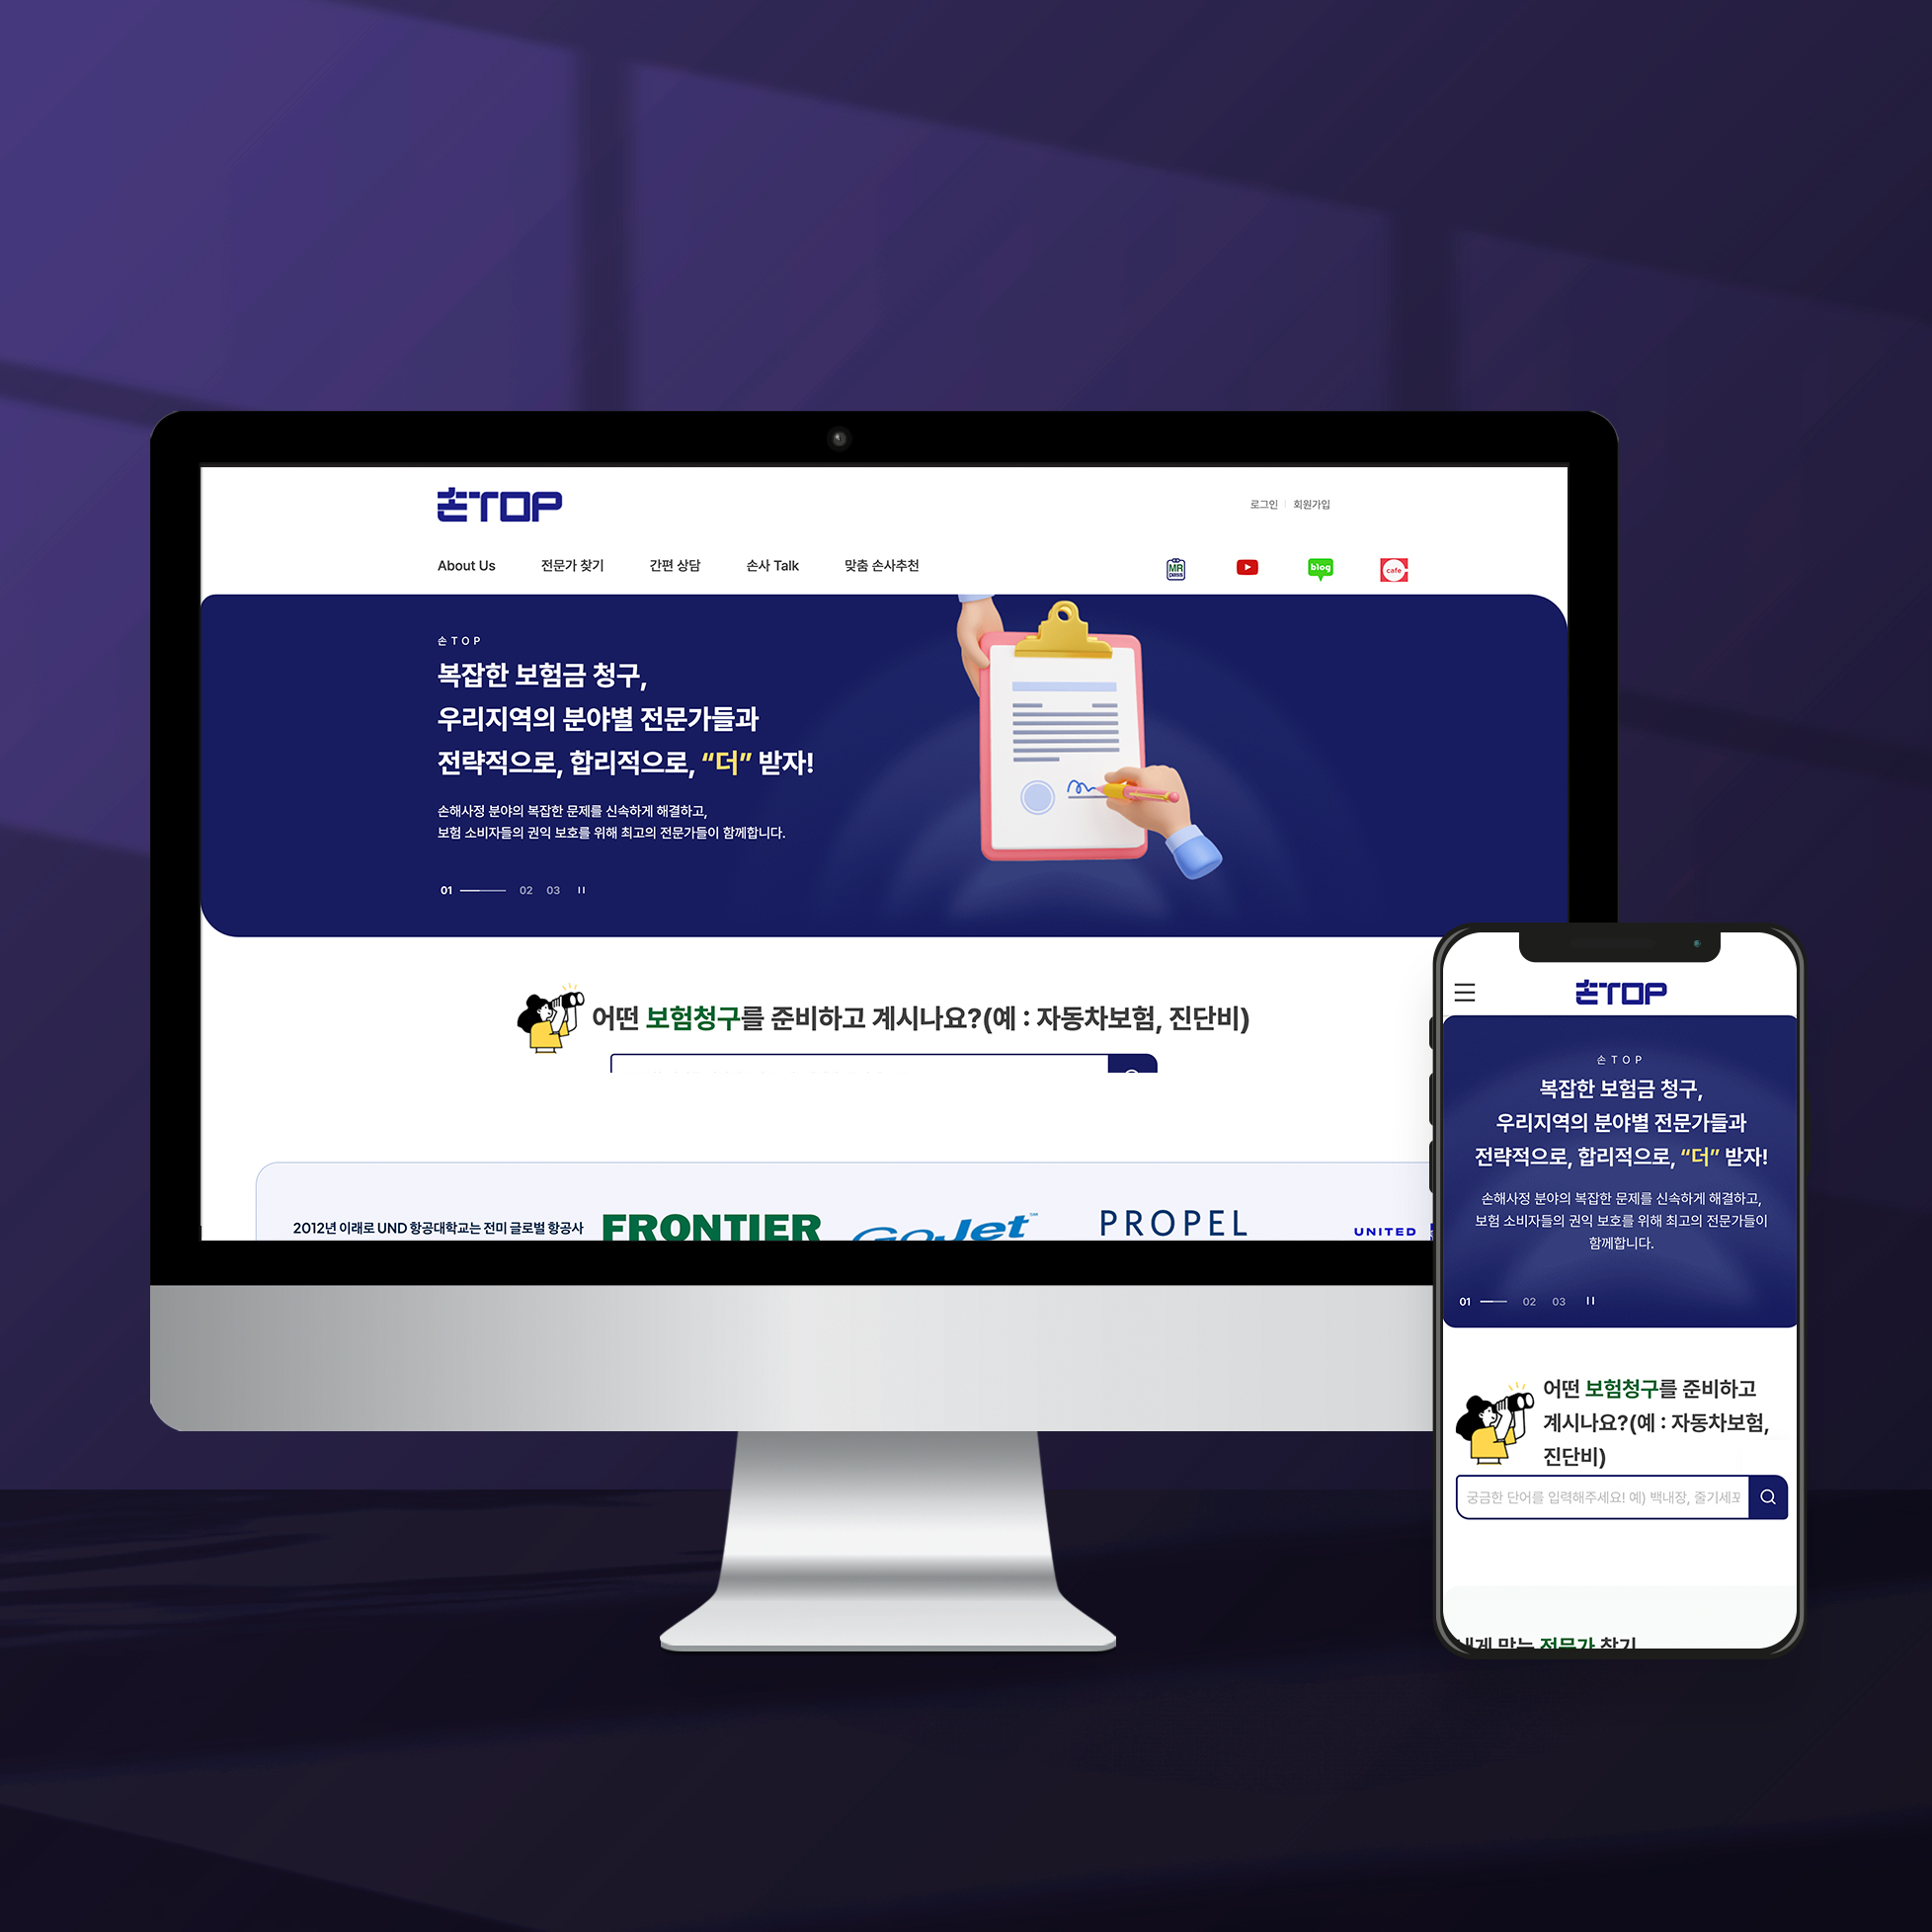 손TOP
로그인 | 회원가입
About Us 전문가 찾기 간편 상담 손사 Talk 맞춤 손사추천
MR
pass
blog
cafe
손TOP
복잡한 보험금 청구,
우리지역의 분야별 전문가들과
전략적으로, 합리적으로, “더” 받자!
손해사정 분야의 복잡한 문제를 신속하게 해결하고,
보험 소비자들의 권익 보호를 위해 최고의 전문가들이 함께합니다.
01 02 03
어떤 보험청구를 준비하고 계시나요?(예 : 자동차보험, 진단비)
2012년 이래로 UND 항공대학교는 전미 글로벌 항공사
FRONTIER
GoJet™
PROPEL
UNITED
손TOP
손TOP
복잡한 보험금 청구,
우리지역의 분야별 전문가들과
전략적으로, 합리적으로, “더” 받자!
손해사정 분야의 복잡한 문제를 신속하게 해결하고,
보험 소비자들의 권익 보호를 위해 최고의 전문가들이
함께합니다.
01 02 03
어떤 보험청구를 준비하고
계시나요?(예 : 자동차보험,
진단비)
궁금한 단어를 입력해주세요! 예) 백내장, 줄기세포
내게 맞는 전문가 찾기